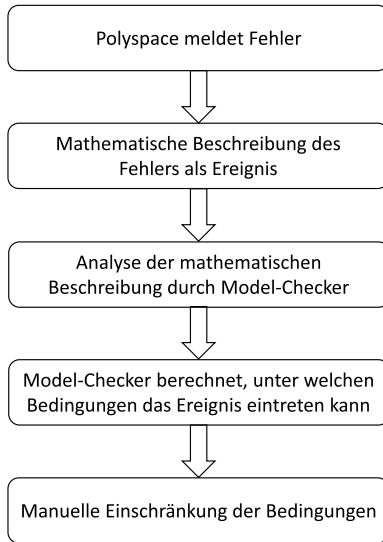 Polyspace meldet Fehler
Mathematische Beschreibung des
Fehlers als Ereignis
Analyse der mathematischen
Beschreibung durch Model-Checker
Model-Checker berechnet, unter welchen
Bedingungen das Ereignis eintreten kann
Manuelle Einschränkung der Bedingungen